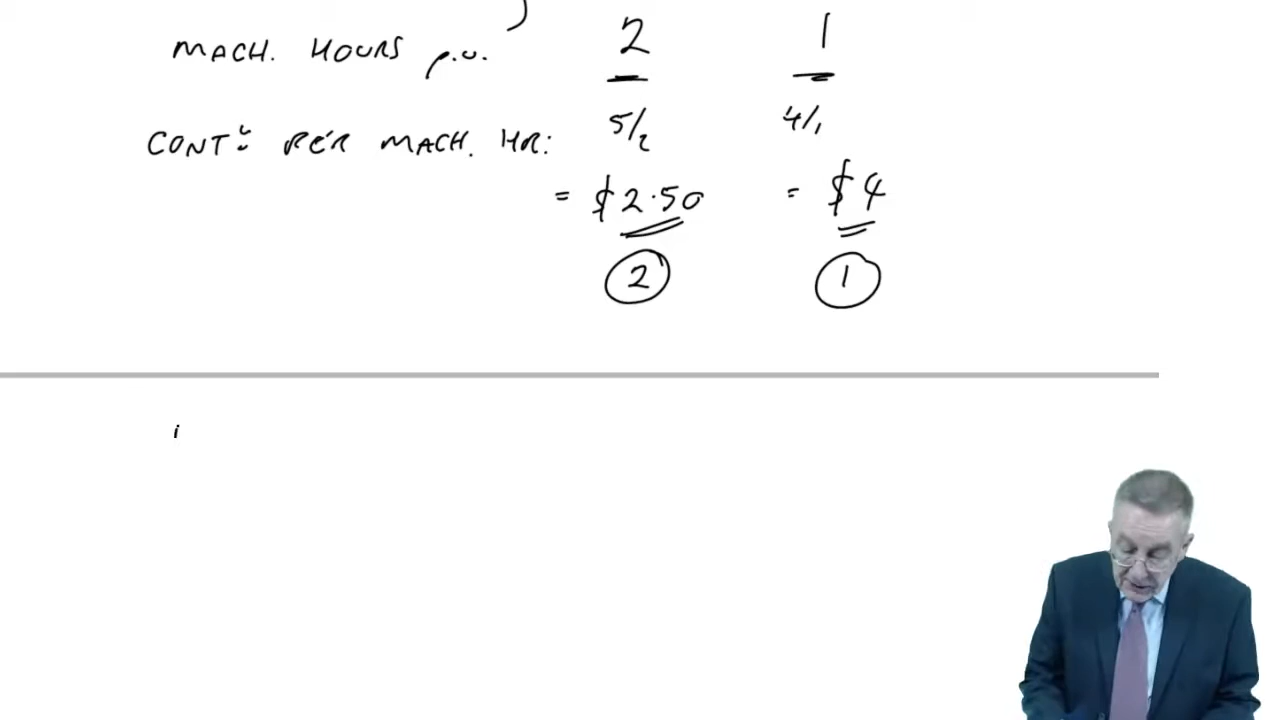 MACH. HOURS p.u. 2 1
CONTN PER MACH. HR: 5/2 4/1
= $2.50 = $4
2 1
i